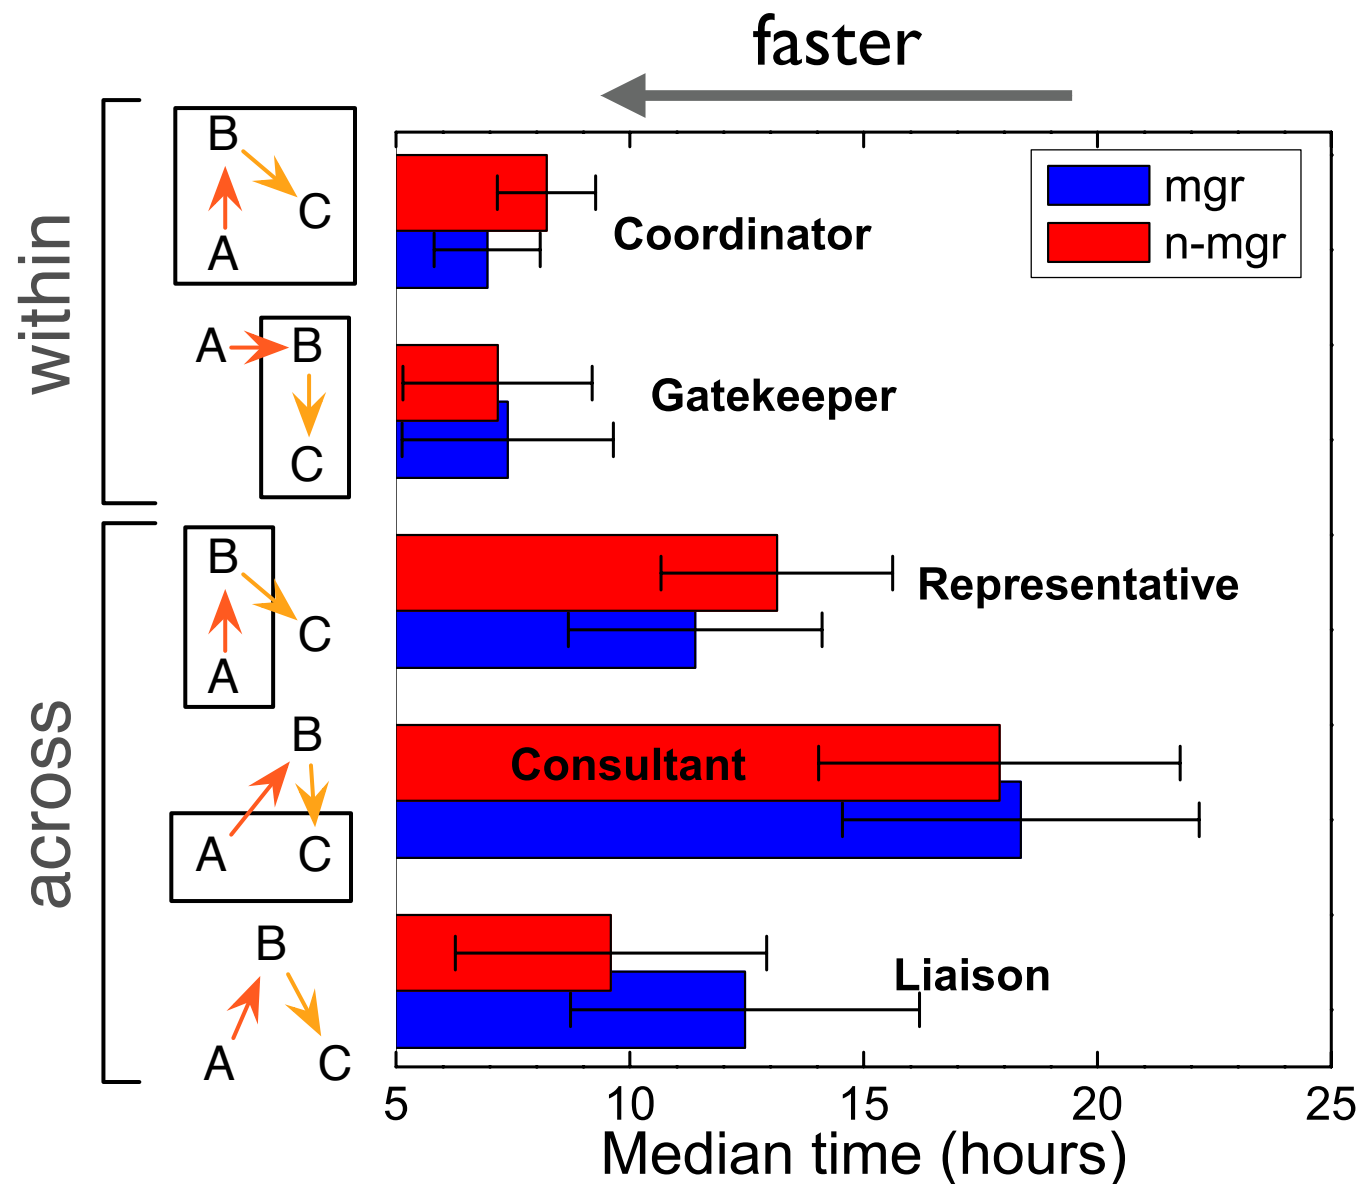 faster
mgr
n-mgr
within
B
C
A
Coordinator
A B
C
Gatekeeper
across
B
C
A
Representative
B
A C
Consultant
B
A C
Liaison
5 10 15 20 25
Median time (hours)